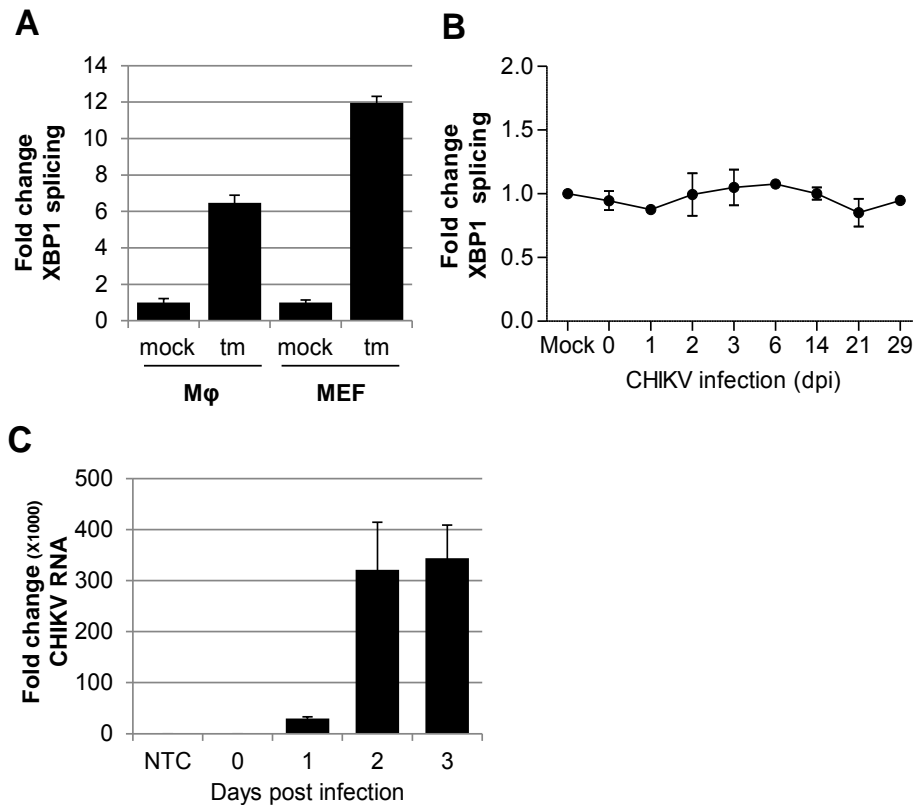 A
Fold change
XBP1 splicing
14
12
10
8
6
4
2
0
mock tm mock tm
Mφ MEF
B
Fold change
XBP1 splicing
2.0
1.5
1.0
0.5
0.0
Mock 0 1 2 3 6 14 21 29
CHIKV infection (dpi)
C
Fold change (X1000)
CHIKV RNA
500
400
300
200
100
0
NTC 0 1 2 3
Days post infection